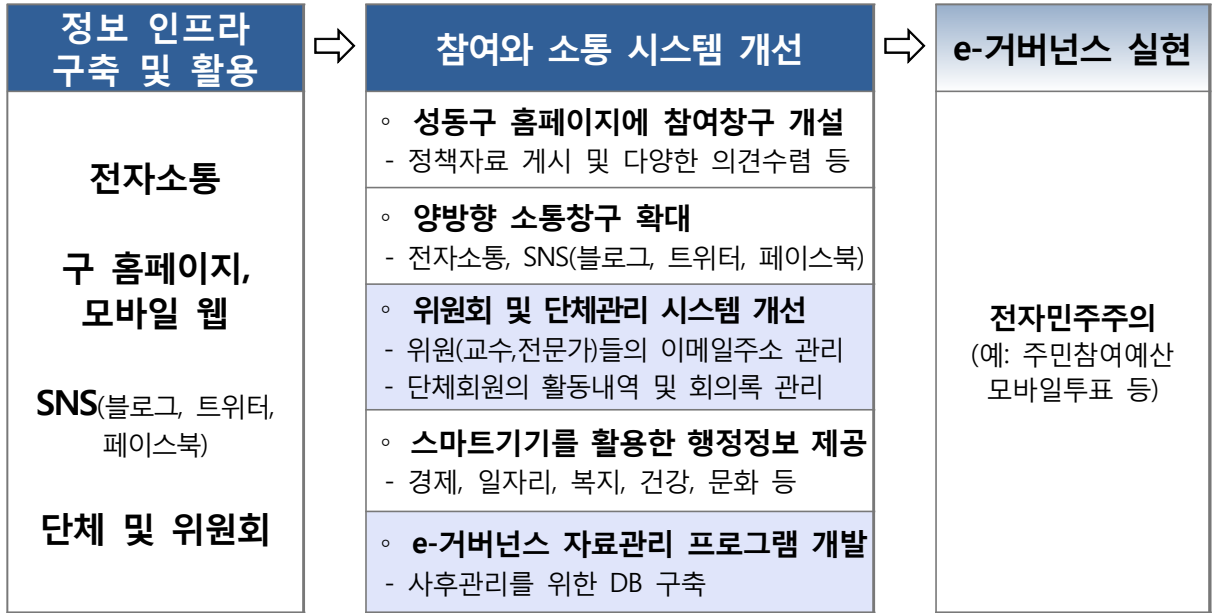 정보 인프라
구축 및 활용
⇨
참여와 소통 시스템 개선
⇨
e-거버넌스 실현
전자소통
구 홈페이지,
모바일 웹
SNS(블로그, 트위터,
페이스북)
단체 및 위원회
◦ 성동구 홈페이지에 참여창구 개설
- 정책자료 게시 및 다양한 의견수렴 등
◦ 양방향 소통창구 확대
- 전자소통, SNS(블로그, 트위터, 페이스북)
◦ 위원회 및 단체관리 시스템 개선
- 위원(교수,전문가)들의 이메일주소 관리
- 단체회원의 활동내역 및 회의록 관리
◦ 스마트기기를 활용한 행정정보 제공
- 경제, 일자리, 복지, 건강, 문화 등
◦ e-거버넌스 자료관리 프로그램 개발
- 사후관리를 위한 DB 구축
전자민주주의
(예: 주민참여예산
모바일투표 등)